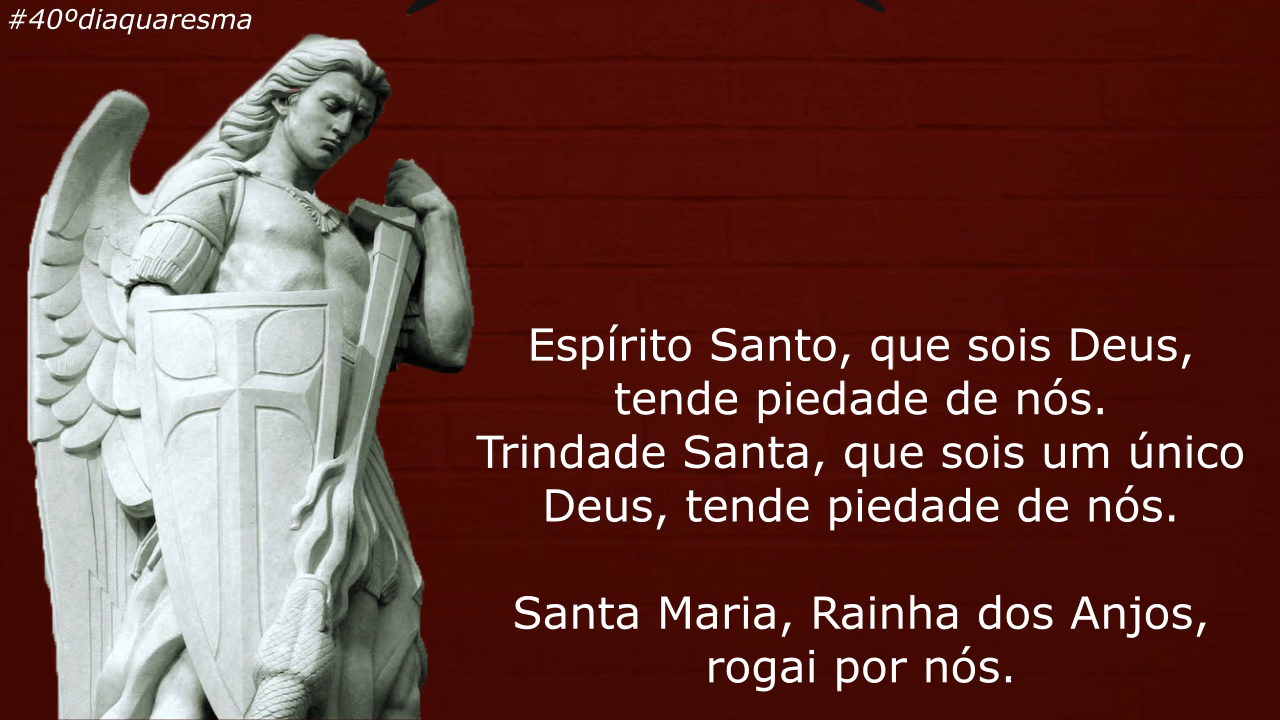 #40ºdiaquaresma
Espírito Santo, que sois Deus,
tende piedade de nós.
Trindade Santa, que sois um único
Deus, tende piedade de nós.
Santa Maria, Rainha dos Anjos,
rogai por nós.